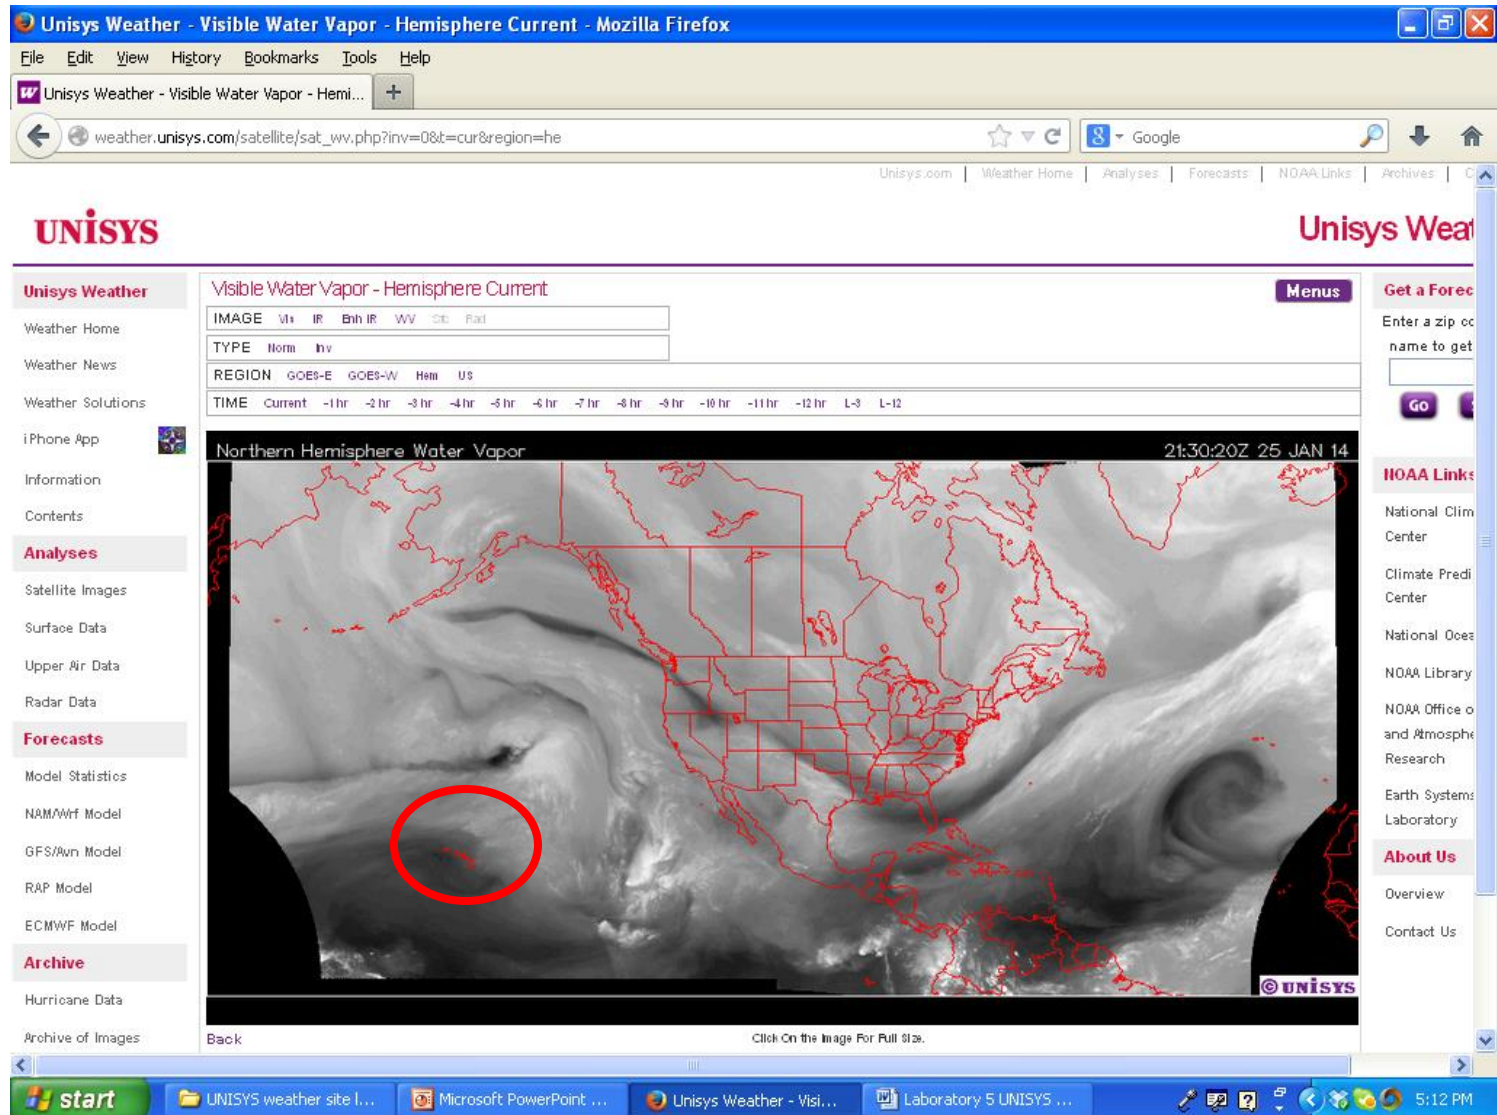 Unisys Weather - Visible Water Vapor - Hemisphere Current - Mozilla Firefox
File Edit View History Bookmarks Tools Help
Unisys Weather - Visible Water Vapor - Hemi... +
weather.unisys.com/satellite/sat_wv.php?inv=0&t=cur&region=he
Google
Unisys.com | Weather Home | Analyses | Forecasts | NOAA Links | Archives | C
UNISYS
Unisys Wea
Unisys Weather
Weather Home
Weather News
Weather Solutions
iPhone App
Information
Contents
Analyses
Satellite Images
Surface Data
Upper Air Data
Radar Data
Forecasts
Model Statistics
NAM/Wrf Model
GFS/Avn Model
RAP Model
ECMWF Model
Archive
Hurricane Data
Archive of Images
Visible Water Vapor - Hemisphere Current
Menus
IMAGE Vis IR Enh IR WV Rad
TYPE Norm Inv
REGION GOES-E GOES-W Hem US
TIME Current -1 hr -2 hr -3 hr -4 hr -5 hr -6 hr -7 hr -8 hr -9 hr -10 hr -11 hr -12 hr L-3 L-12
Northern Hemisphere Water Vapor
21:30:20Z 25 JAN 14
© UNISYS
Back
Click On the Image For Full Size.
Get a Forec
Enter a zip co
name to get
Go
NOAA Links
National Clim
Center
Climate Predi
Center
National Ocea
NOAA Library
NOAA Office o
and Atmosphe
Research
Earth Systems
Laboratory
About Us
Overview
Contact Us
start
UNISYS weather site l...
Microsoft PowerPoint ...
Unisys Weather - Visi...
Laboratory 5 UNISYS ...
5:12 PM